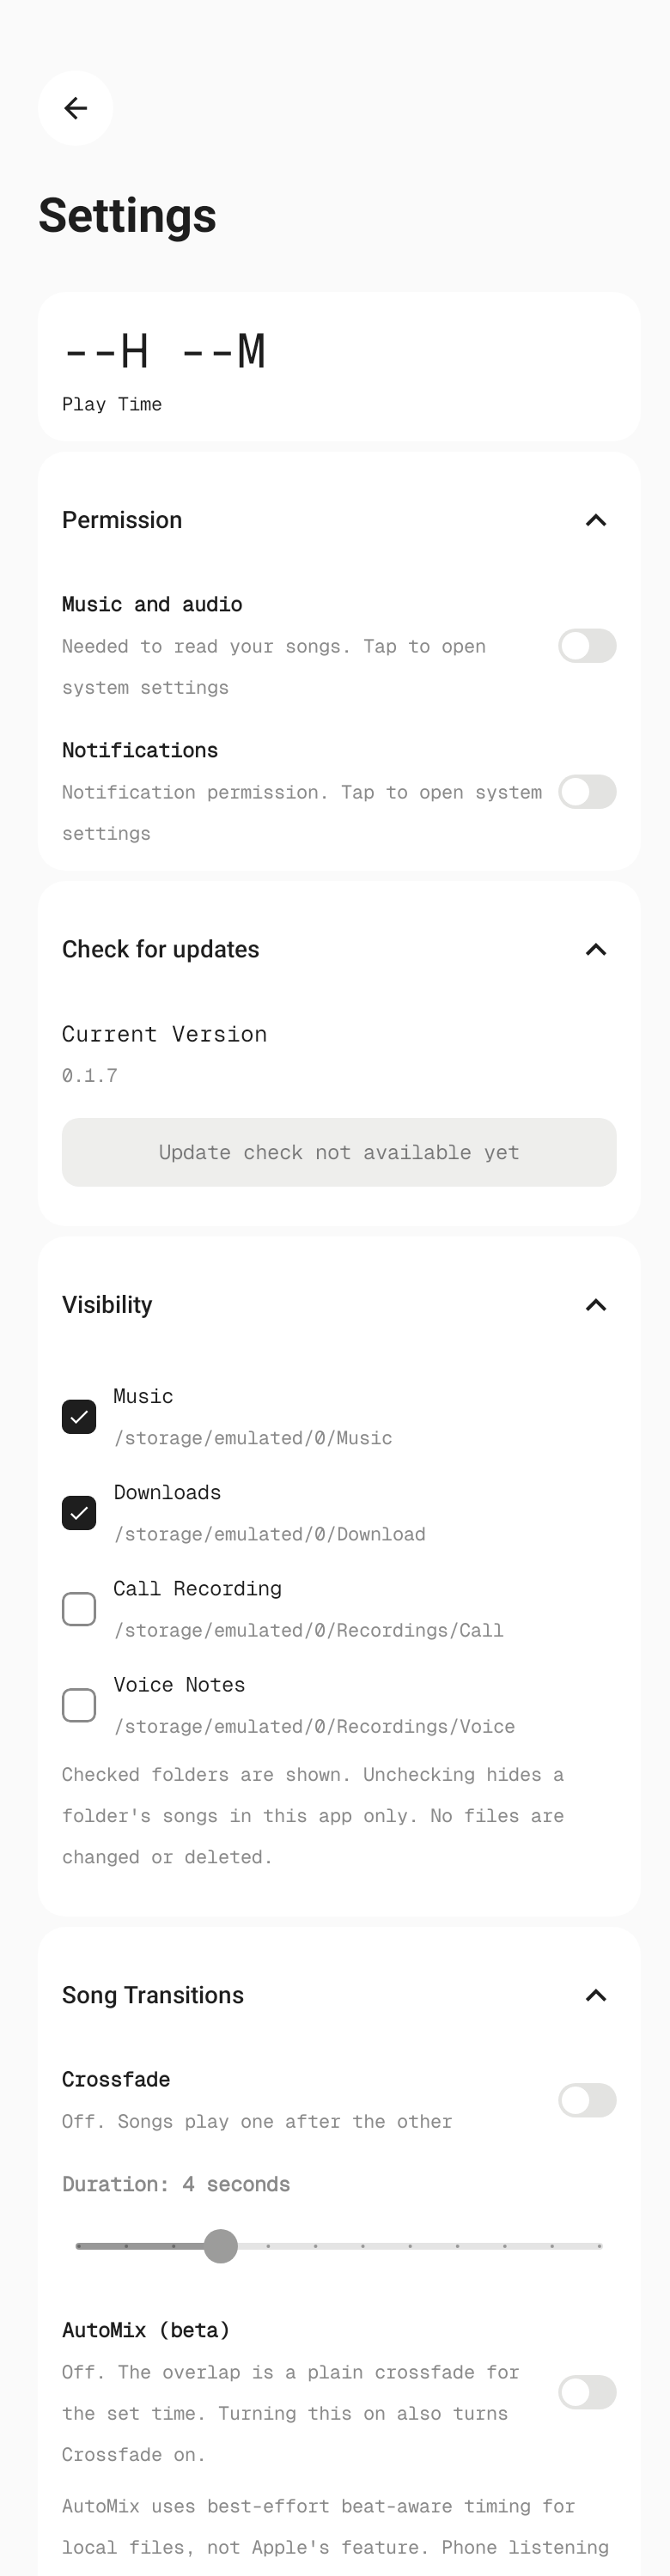 Settings
--H --M
Play Time
Permission
Music and audio
Needed to read your songs. Tap to open
system settings
Notifications
Notification permission. Tap to open system
settings
Check for updates
Current Version
0.1.7
Update check not available yet
Visibility
Music
/storage/emulated/0/Music
Downloads
/storage/emulated/0/Download
Call Recording
/storage/emulated/0/Recordings/Call
Voice Notes
/storage/emulated/0/Recordings/Voice
Checked folders are shown. Unchecking hides a
folder's songs in this app only. No files are
changed or deleted.
Song Transitions
Crossfade
Off. Songs play one after the other
Duration: 4 seconds
AutoMix (beta)
Off. The overlap is a plain crossfade for
the set time. Turning this on also turns
Crossfade on.
AutoMix uses best-effort beat-aware timing for
local files, not Apple's feature. Phone listening